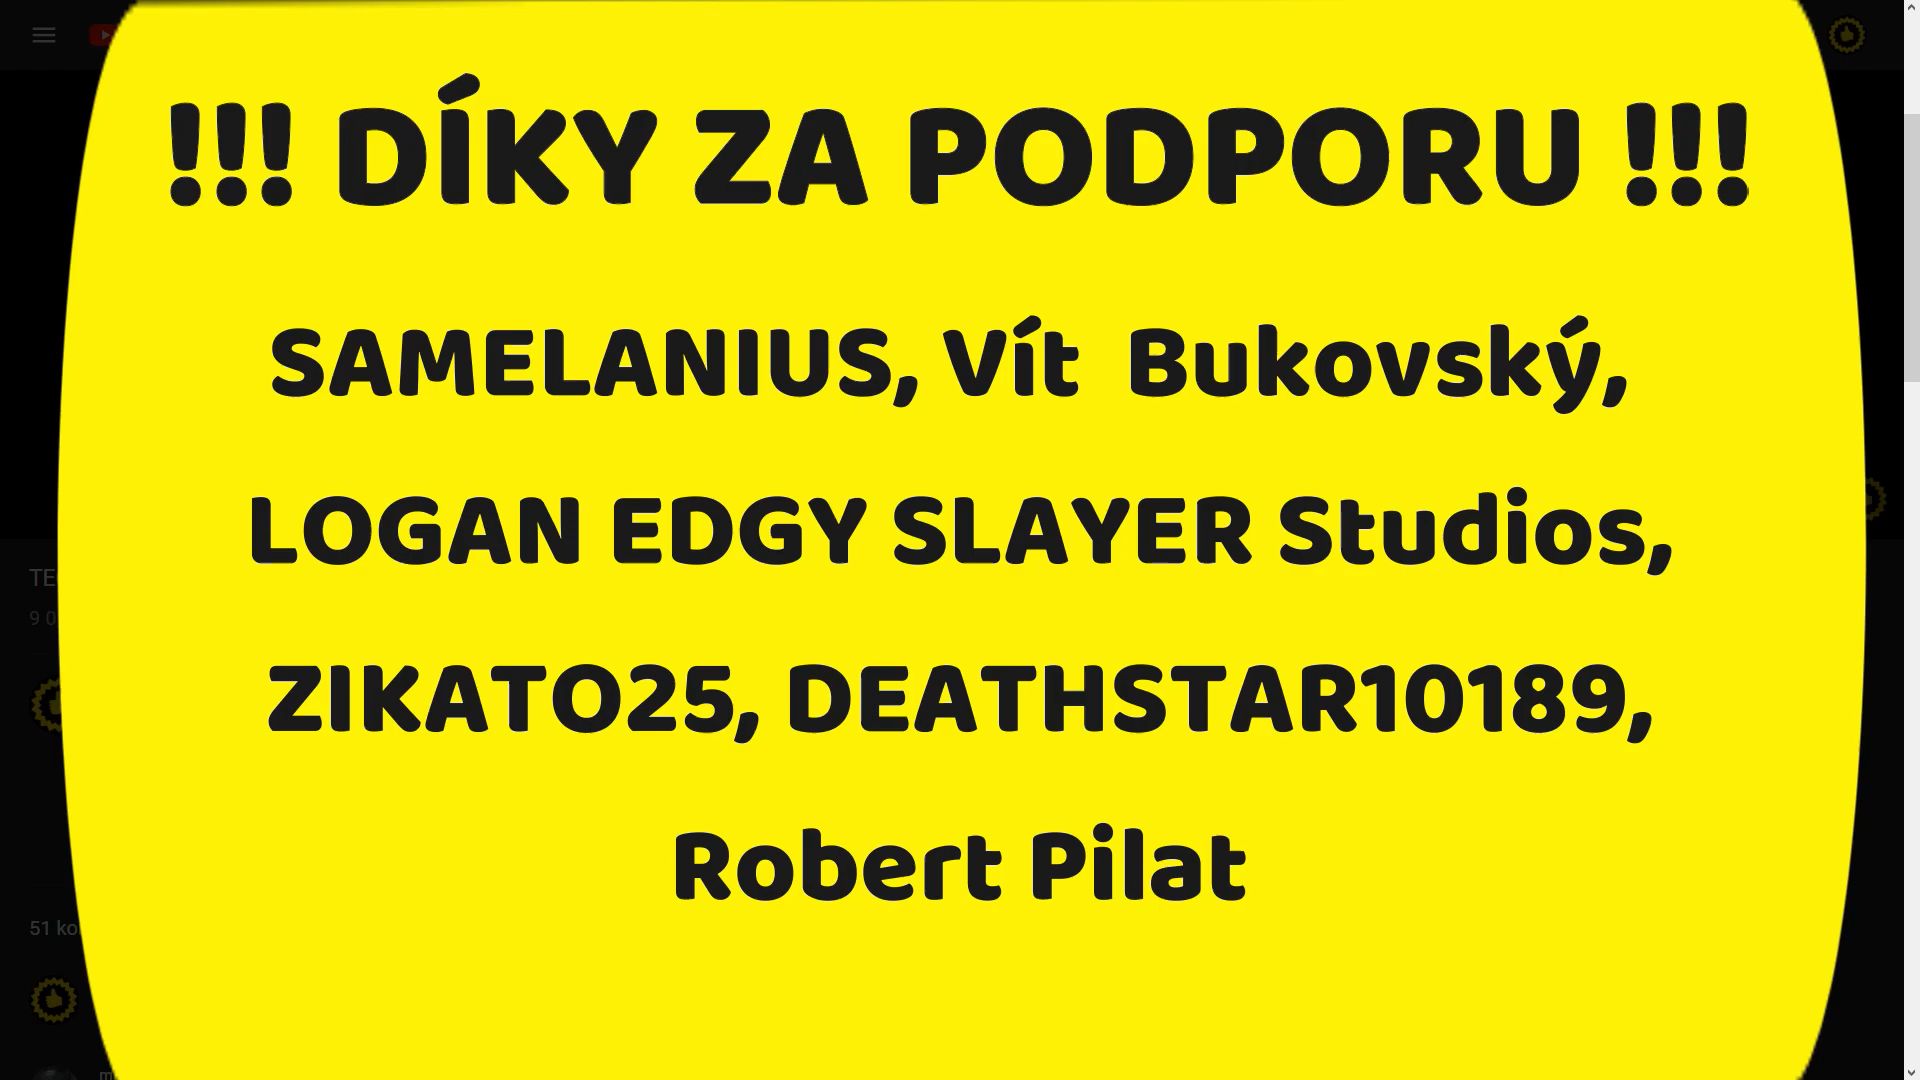 !!! DÍKY ZA PODPORU !!!
SAMELANIUS, Vít Bukovský,
LOGAN EDGY SLAYER Studios,
ZIKATO25, DEATHSTAR10189,
Robert Pilat